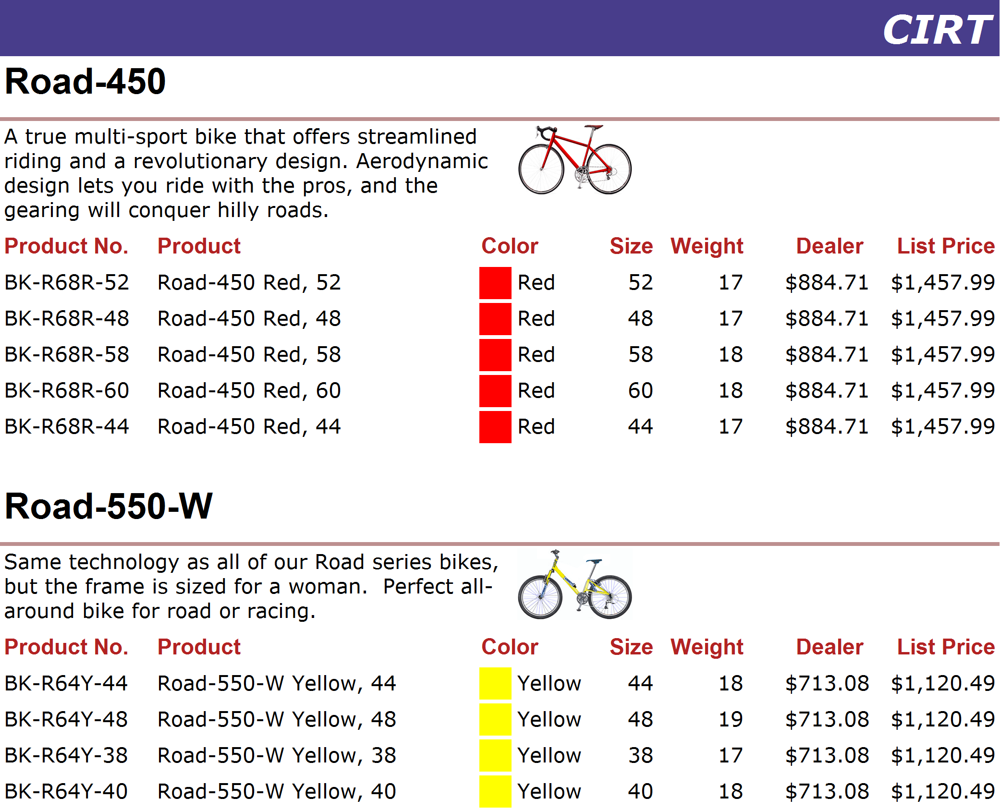 CIRT
Road-450
A true multi-sport bike that offers streamlined
riding and a revolutionary design. Aerodynamic
design lets you ride with the pros, and the
gearing will conquer hilly roads.
Product No. Product Color Size Weight Dealer List Price
BK-R68R-52 Road-450 Red, 52 Red 52 17 $884.71 $1,457.99
BK-R68R-48 Road-450 Red, 48 Red 48 17 $884.71 $1,457.99
BK-R68R-58 Road-450 Red, 58 Red 58 18 $884.71 $1,457.99
BK-R68R-60 Road-450 Red, 60 Red 60 18 $884.71 $1,457.99
BK-R68R-44 Road-450 Red, 44 Red 44 17 $884.71 $1,457.99
Road-550-W
Same technology as all of our Road series bikes,
but the frame is sized for a woman.  Perfect all-
around bike for road or racing.
Product No. Product Color Size Weight Dealer List Price
BK-R64Y-44 Road-550-W Yellow, 44 Yellow 44 18 $713.08 $1,120.49
BK-R64Y-48 Road-550-W Yellow, 48 Yellow 48 19 $713.08 $1,120.49
BK-R64Y-38 Road-550-W Yellow, 38 Yellow 38 17 $713.08 $1,120.49
BK-R64Y-40 Road-550-W Yellow, 40 Yellow 40 18 $713.08 $1,120.49